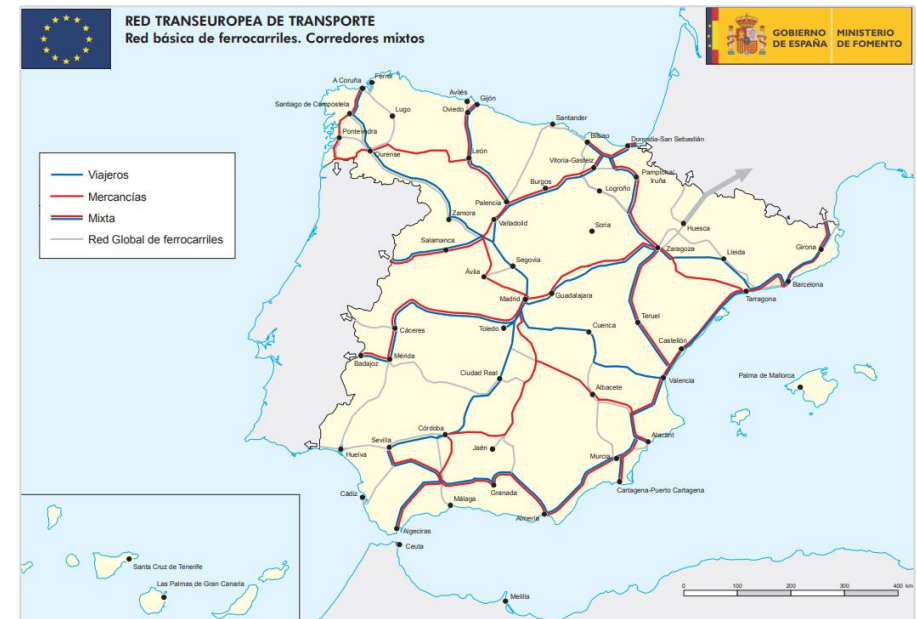 RED TRANSEUROPEA DE TRANSPORTE
Red básica de ferrocarriles. Corredores mixtos
GOBIERNO
DE ESPAÑA
MINISTERIO
DE FOMENTO
Viajeros
Mercancías
Mixta
Red Global de ferrocarriles
A Coruña
Ferrol
Santiago de Compostela
Lugo
Pontevedra
Ourense
Avilés
Gijón
Oviedo
León
Santander
Bilbao
Donostia-San Sebastián
Vitoria-Gasteiz
Pamplona/
Iruña
Burgos
Logroño
Palencia
Huesca
Zamora
Valladolid
Soria
Zaragoza
Lleida
Girona
Salamanca
Segovia
Barcelona
Tarragona
Ávila
Madrid
Guadalajara
Teruel
Toledo
Cuenca
Castellón
Cáceres
Palma de Mallorca
Badajoz
Mérida
Ciudad Real
Valencia
Albacete
Córdoba
Alacant
Sevilla
Huelva
Jaén
Murcia
Cartagena-Puerto Cartagena
Cádiz
Granada
Málaga
Almería
Algeciras
Ceuta
Melilla
Santa Cruz de Tenerife
Las Palmas de Gran Canaria
0 100 200 300 400 km